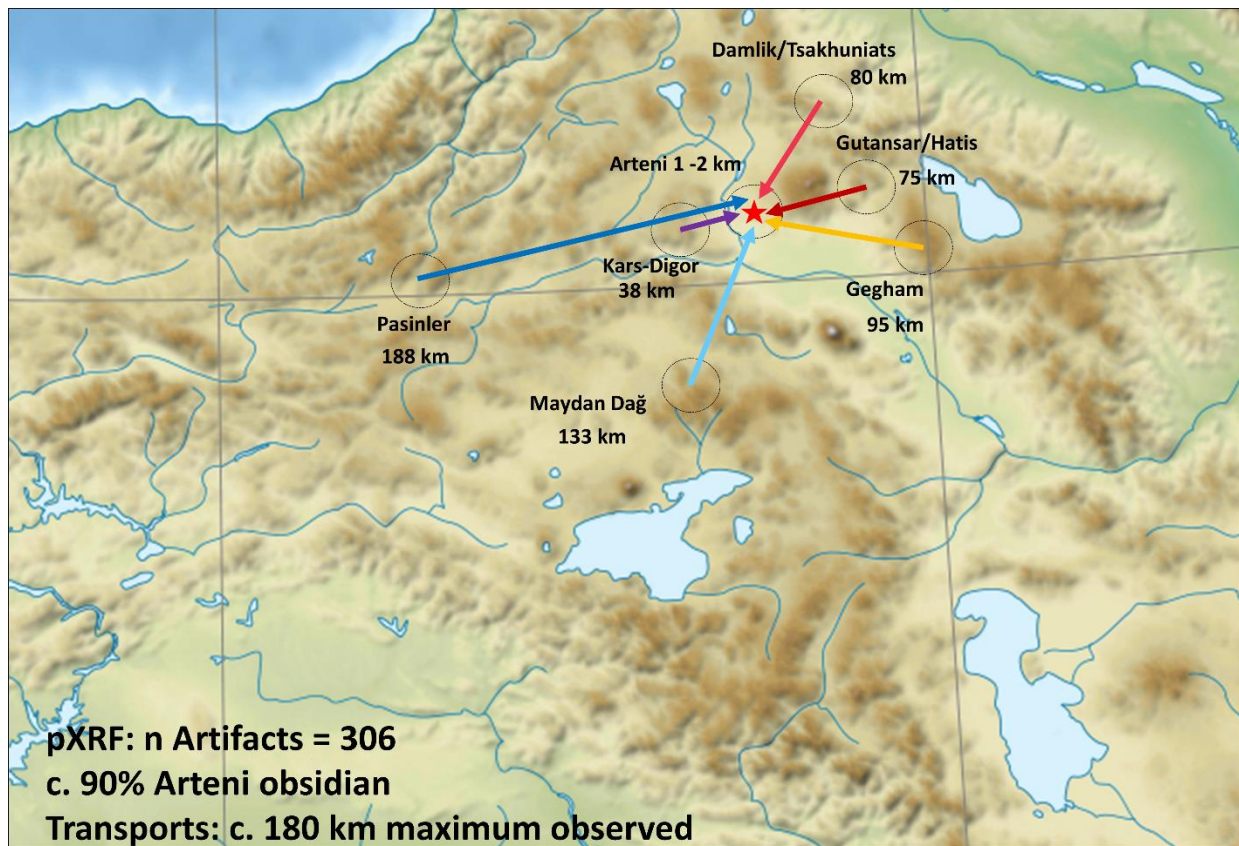 Damlik/Tsakhuniats
80 km
Gutansar/Hatis
75 km
Arteni 1 -2 km
Kars-Digor
38 km
Gegham
95 km
Pasinler
188 km
Maydan Dağ
133 km
pXRF: n Artifacts = 306
c. 90% Arteni obsidian
Transports: c. 180 km maximum observed